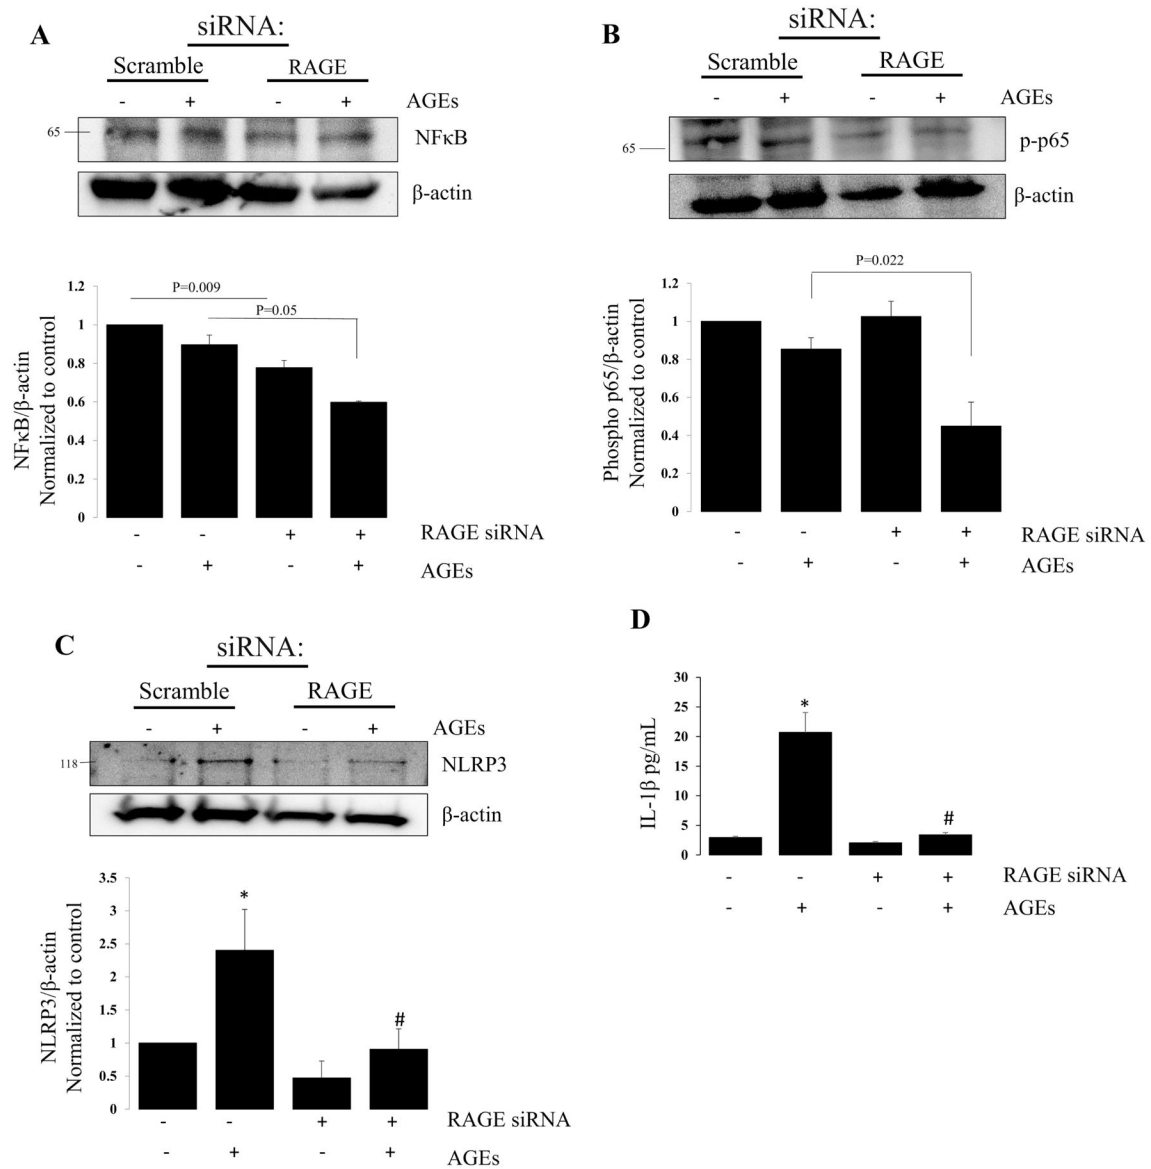 A
siRNA:
Scramble RAGE
- + - + AGEs
65 NFκB
β-actin
1.2
1
0.8
0.6
0.4
0.2
0
NFκB/β-actin
Normalized to control
P=0.009
P=0.05
- - + + RAGE siRNA
- + - + AGEs
B
siRNA:
Scramble RAGE
- + - + AGEs
65 p-p65
β-actin
1.2
1
0.8
0.6
0.4
0.2
0
Phospho p65/β-actin
Normalized to control
P=0.022
- - + + RAGE siRNA
- + - + AGEs
C
siRNA:
Scramble RAGE
- + - + AGEs
118 NLRP3
β-actin
3.5
3
2.5
2
1.5
1
0.5
0
NLRP3/β-actin
Normalized to control
*
#
- - + + RAGE siRNA
- + - + AGEs
D
30
25
20
15
10
5
0
IL-1β pg/mL
*
#
- - + + RAGE siRNA
- + - + AGEs